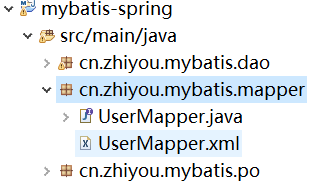 mybatis-spring
src/main/java
cn.zhiyou.mybatis.dao
cn.zhiyou.mybatis.mapper
UserMapper.java
UserMapper.xml
cn.zhiyou.mybatis.po